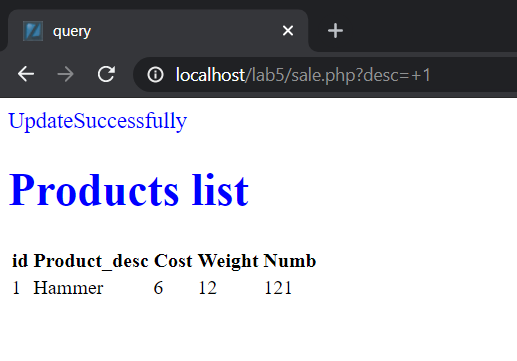 query
localhost/lab5/sale.php?desc=+1
UpdateSuccessfully
Products list
id Product_desc Cost Weight Numb
1 Hammer 6 12 121